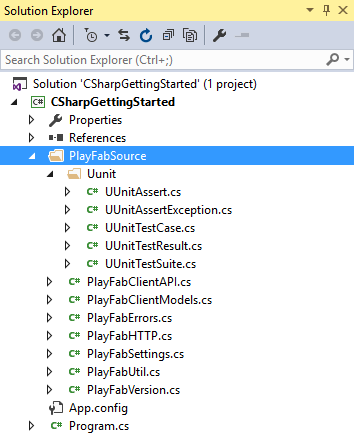 Solution Explorer
Search Solution Explorer (Ctrl+;)
Solution 'CSharpGettingStarted' (1 project)
C# CSharpGettingStarted
Properties
References
PlayFabSource
Uunit
C# UUnitAssert.cs
C# UUnitAssertException.cs
C# UUnitTestCase.cs
C# UUnitTestResult.cs
C# UUnitTestSuite.cs
C# PlayFabClientAPI.cs
C# PlayFabClientModels.cs
C# PlayFabErrors.cs
C# PlayFabHTTP.cs
C# PlayFabSettings.cs
C# PlayFabUtil.cs
C# PlayFabVersion.cs
App.config
C# Program.cs